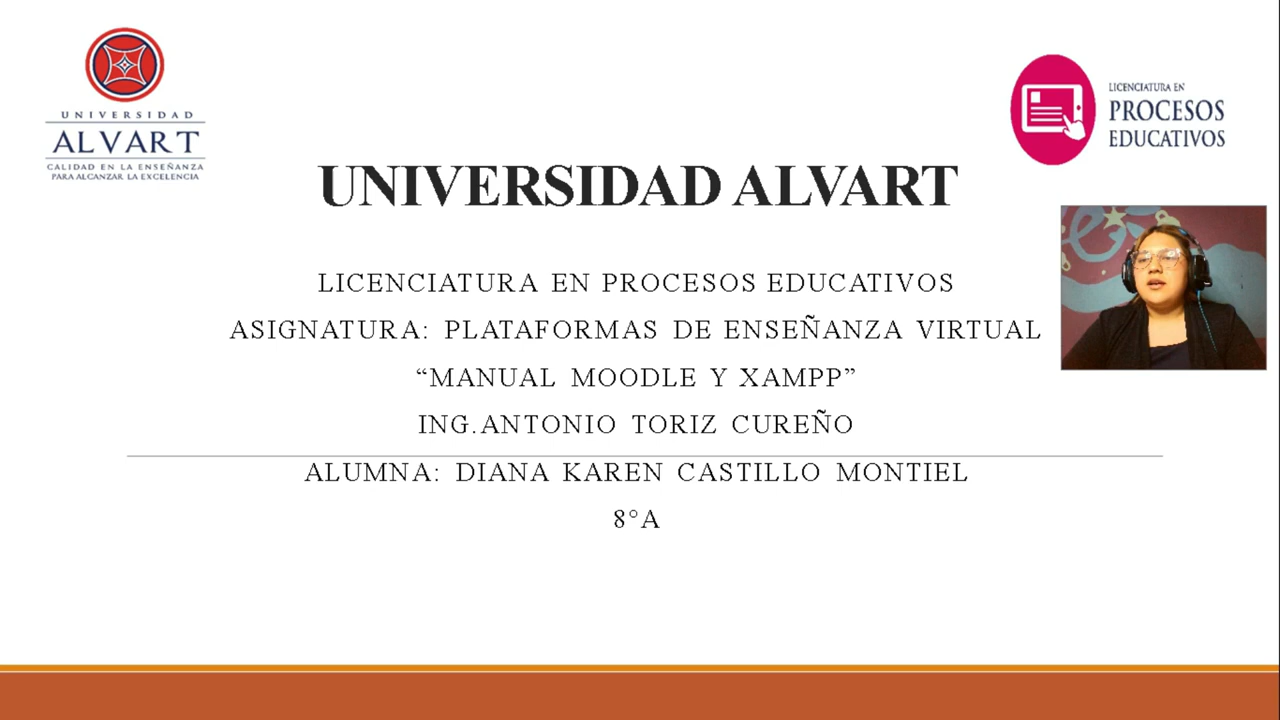 UNIVERSIDAD
ALVART
CALIDAD EN LA ENSEÑANZA
PARA ALCANZAR LA EXCELENCIA
LICENCIATURA EN
PROCESOS
EDUCATIVOS
UNIVERSIDAD ALVART
LICENCIATURA EN PROCESOS EDUCATIVOS
ASIGNATURA: PLATAFORMAS DE ENSEÑANZA VIRTUAL
“MANUAL MOODLE Y XAMPP”
ING.ANTONIO TORIZ CUREÑO
ALUMNA: DIANA KAREN CASTILLO MONTIEL
8°A